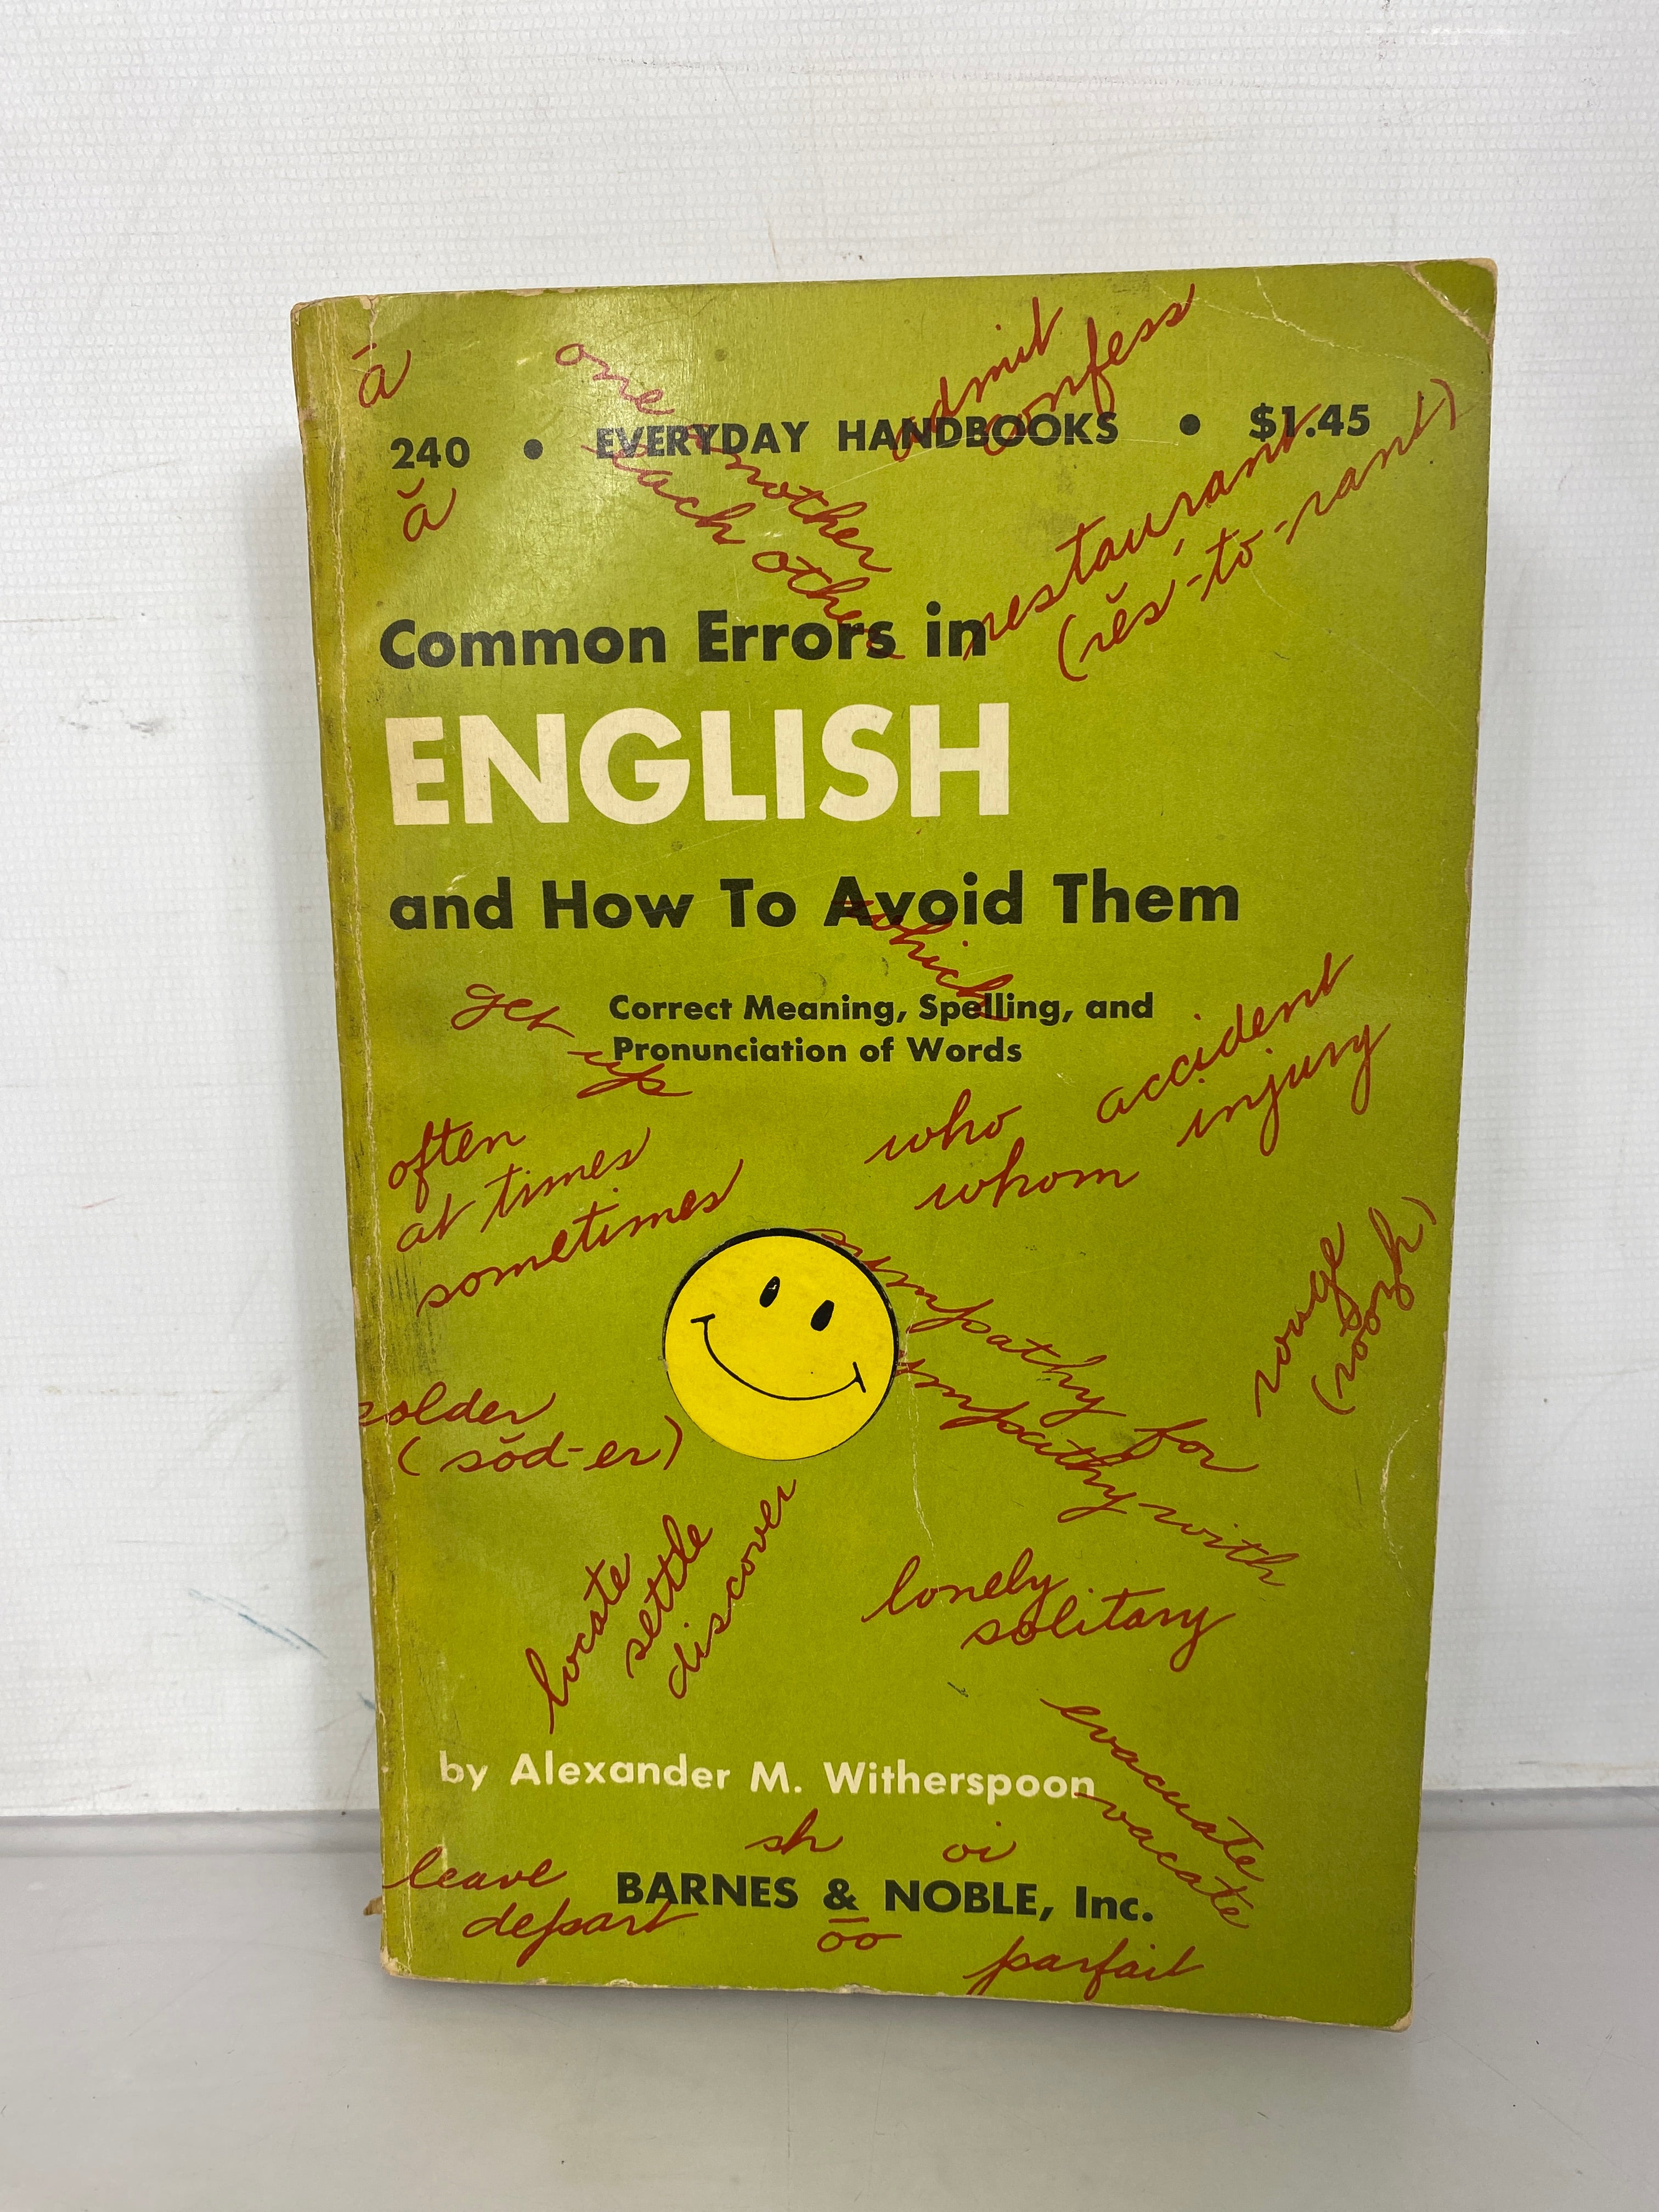 ā
one another
each other
admit
confess
240 • EVERYDAY HANDBOOKS • $1.45
ă
restaurant
(rĕs'-tō-rant)
Common Errors in
ENGLISH
and How To Avoid Them
which
get up
Correct Meaning, Spelling, and
Pronunciation of Words
accident
injury
often
at times
sometimes
who
whom
sympathy for
sympathy with
rouge
(roozh)
solder
(sŏd-er)
locate
settle
discover
lonely
solitary
evacuate
vacate
by Alexander M. Witherspoon
sh
oi
leave
depart
BARNES & NOBLE, Inc.
ōō
parfait